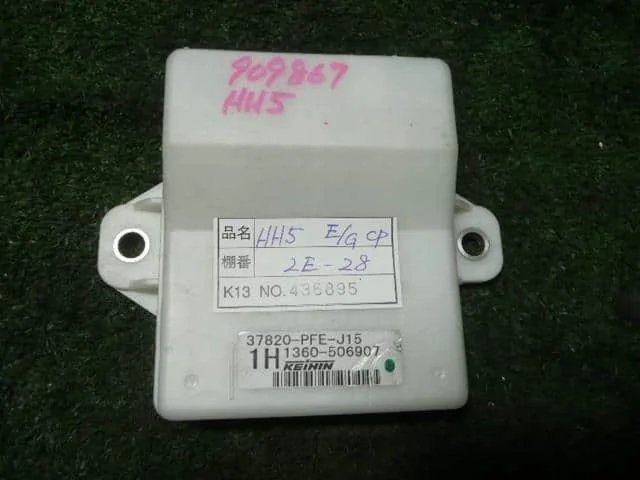 909867
HH5
品名 HH5 E/G CP
棚番 2E-28
K13 NO.436895
37820-PFE-J15
1H 1360-506907
KEIHIN